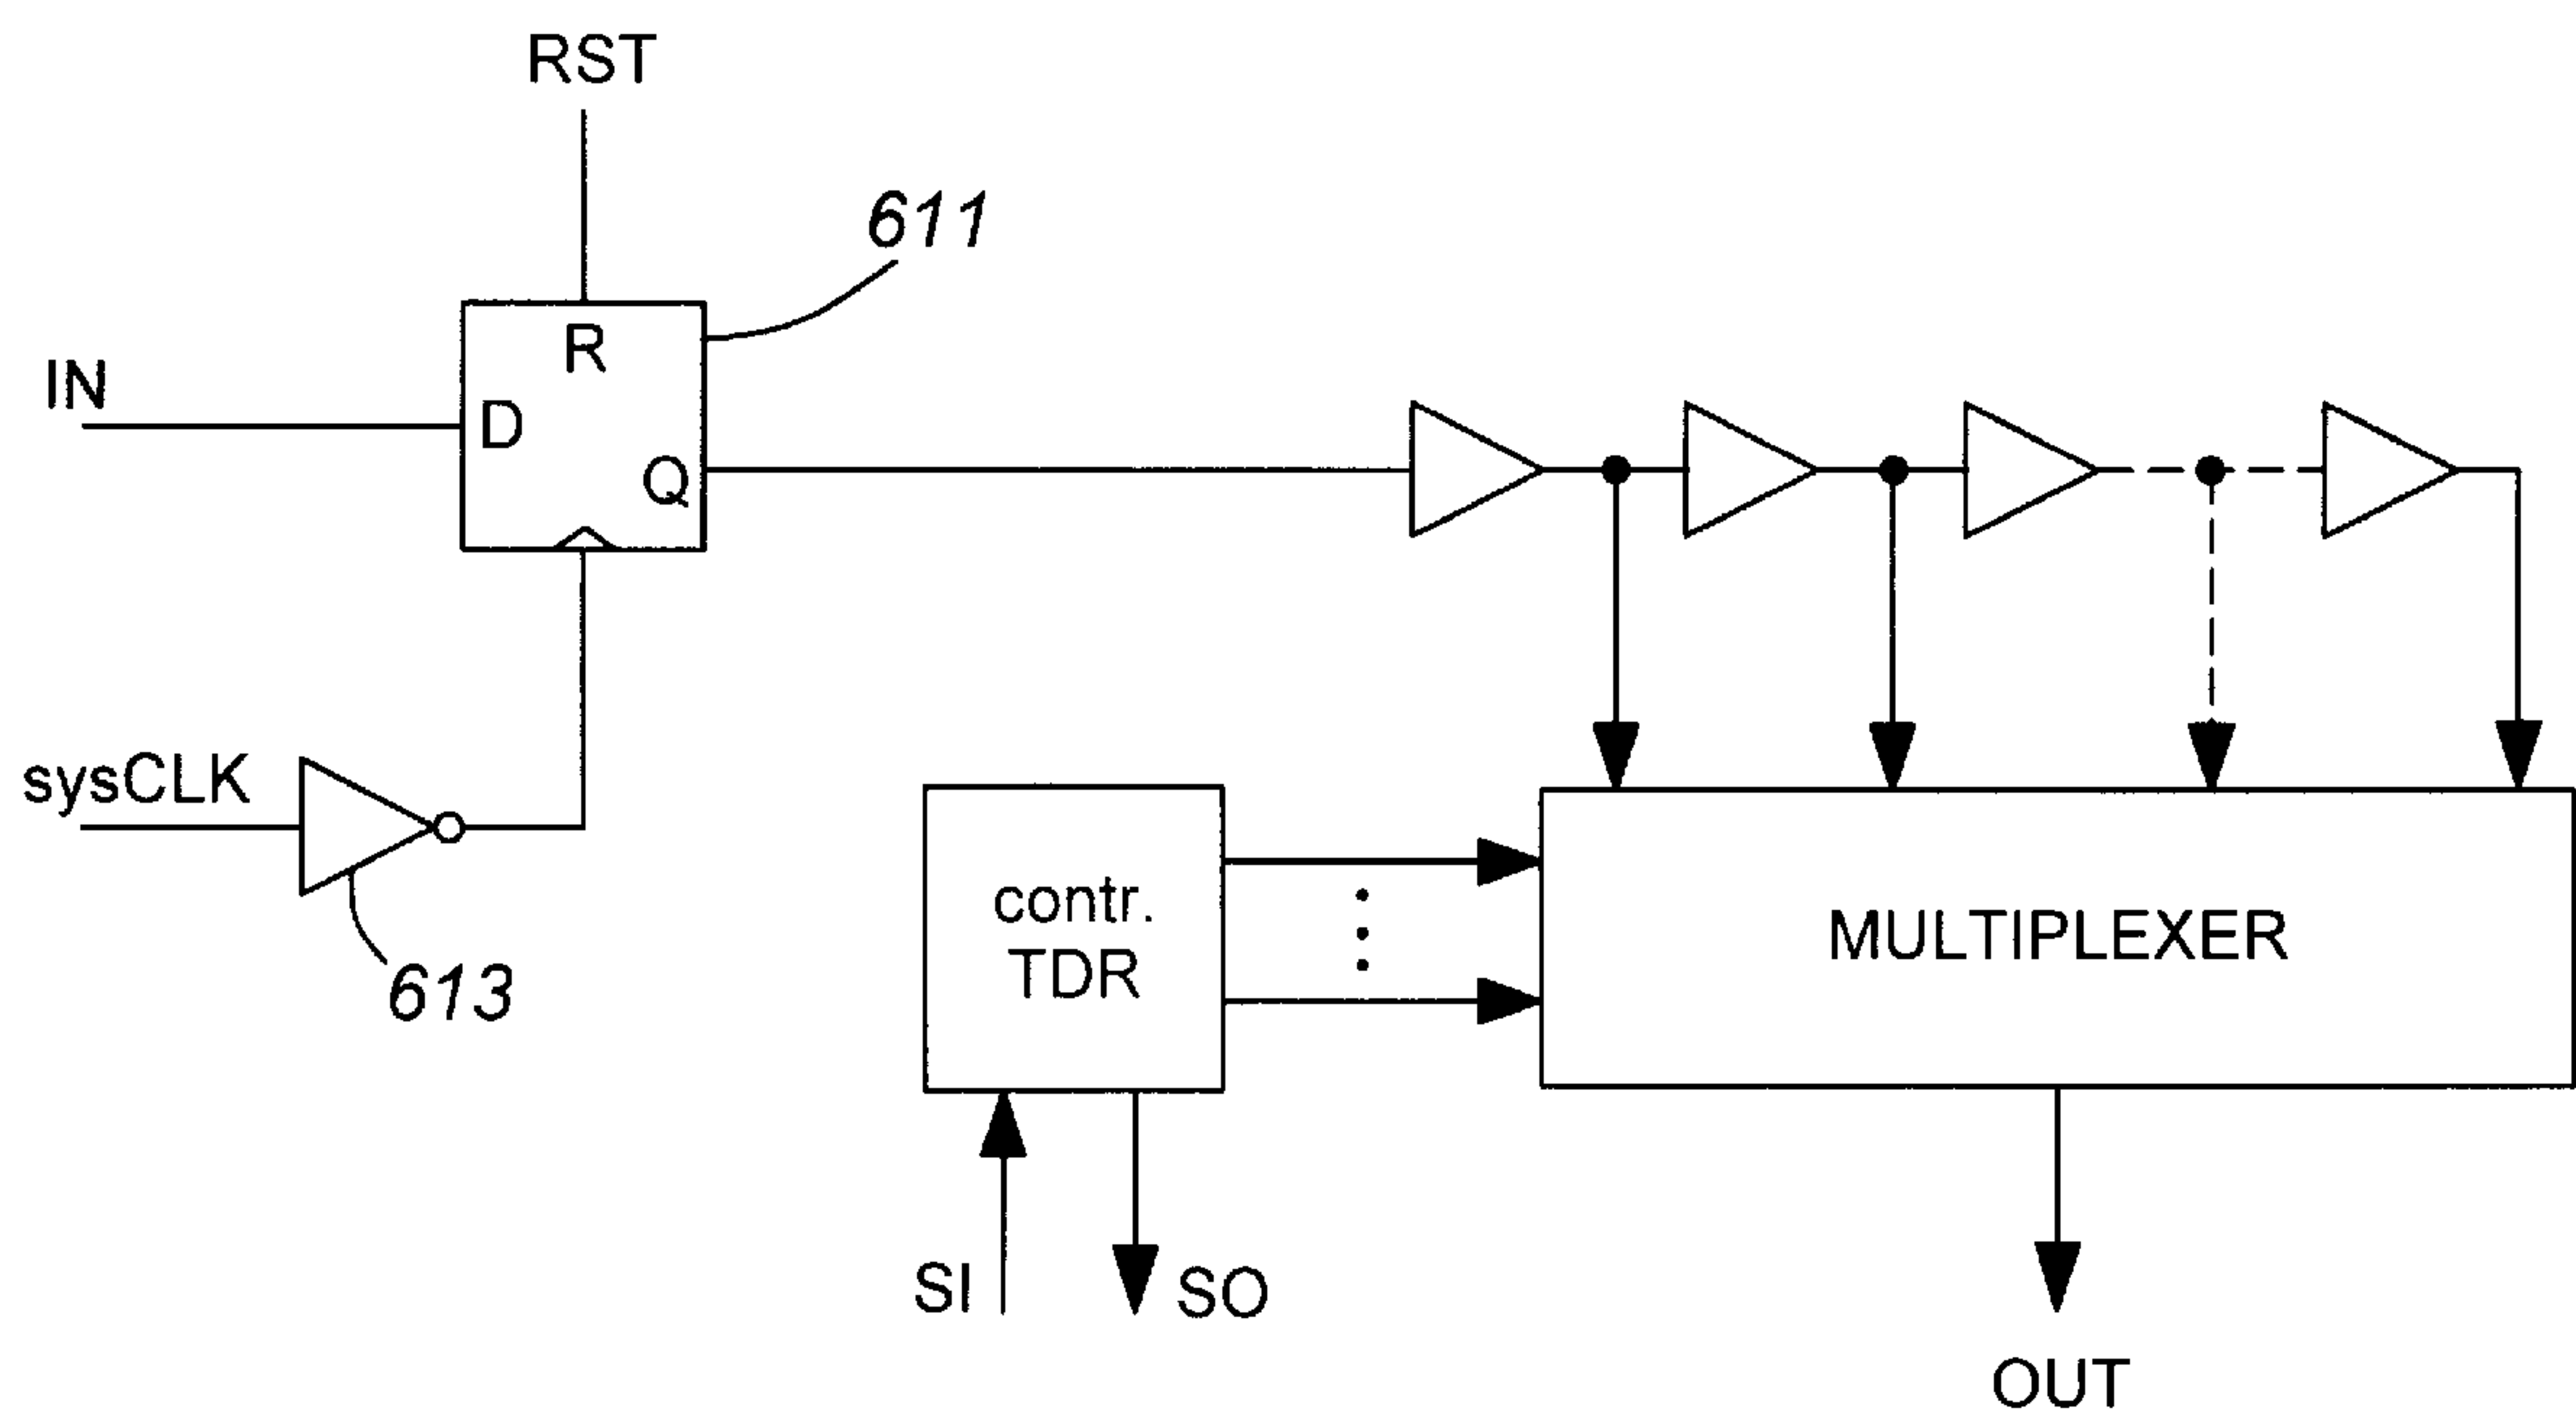 RST
611
IN
R
D
Q
sysCLK
613
contr.
TDR
MULTIPLEXER
SI
SO
OUT